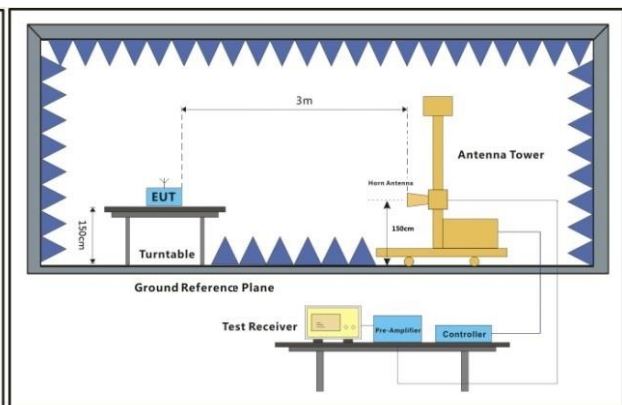 3m
Antenna Tower
Horn Antenna
EUT
150cm
150cm
Turntable
Ground Reference Plane
Test Receiver
Pre-Amplifier
Controller